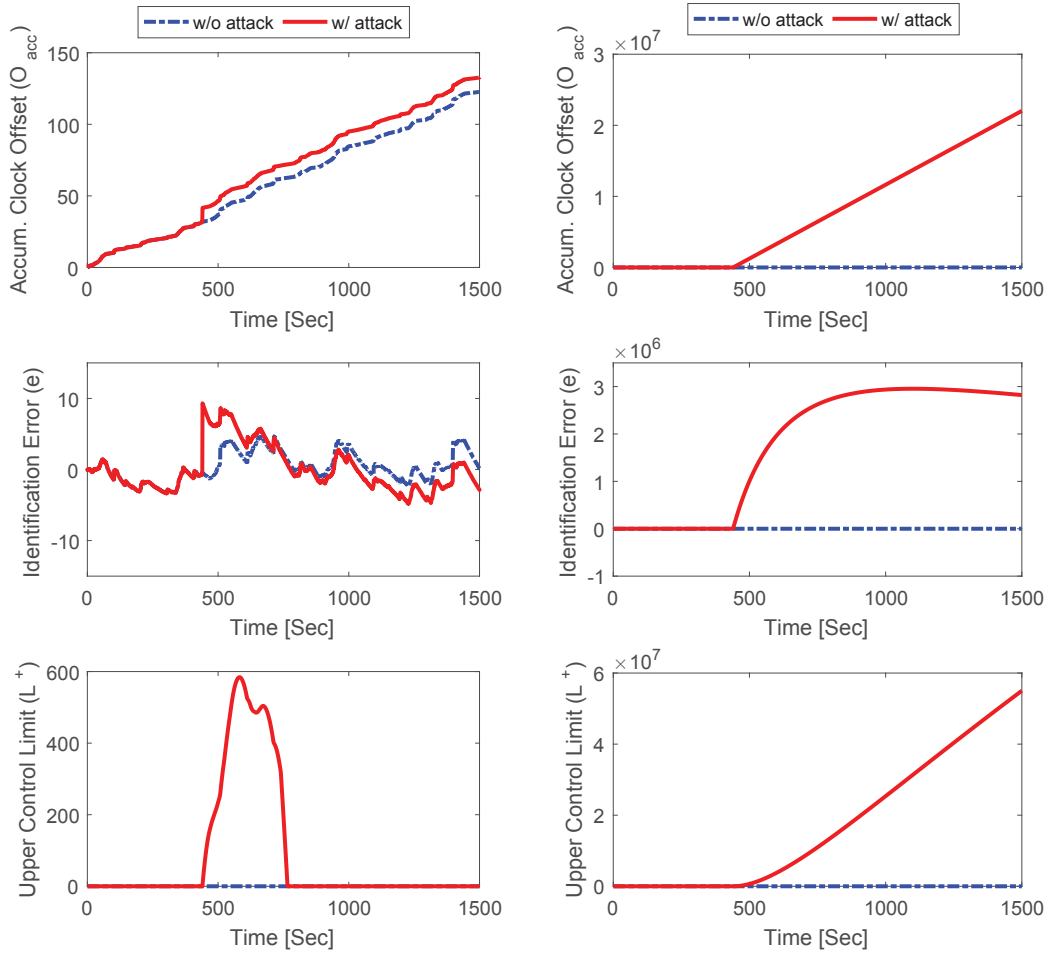 w/o attack w/ attack
Accum. Clock Offset (O acc)
150
100
50
0
0 500 1000 1500
Time [Sec]
w/o attack w/ attack
×10^7
Accum. Clock Offset (O acc)
3
2
1
0
0 500 1000 1500
Time [Sec]
Identification Error (e)
10
0
-10
0 500 1000 1500
Time [Sec]
×10^6
Identification Error (e)
3
2
1
0
-1
0 500 1000 1500
Time [Sec]
Upper Control Limit (L^+)
600
400
200
0
0 500 1000 1500
Time [Sec]
×10^7
Upper Control Limit (L^+)
6
4
2
0
0 500 1000 1500
Time [Sec]